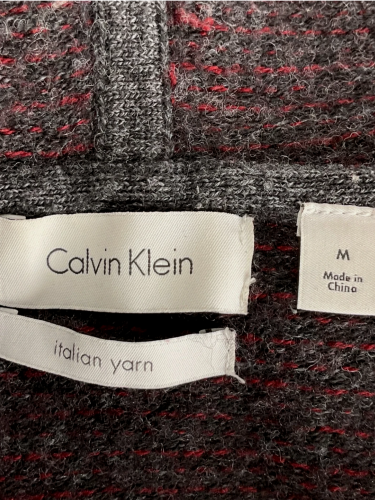 Calvin Klein
italian yarn
M
Made in
China